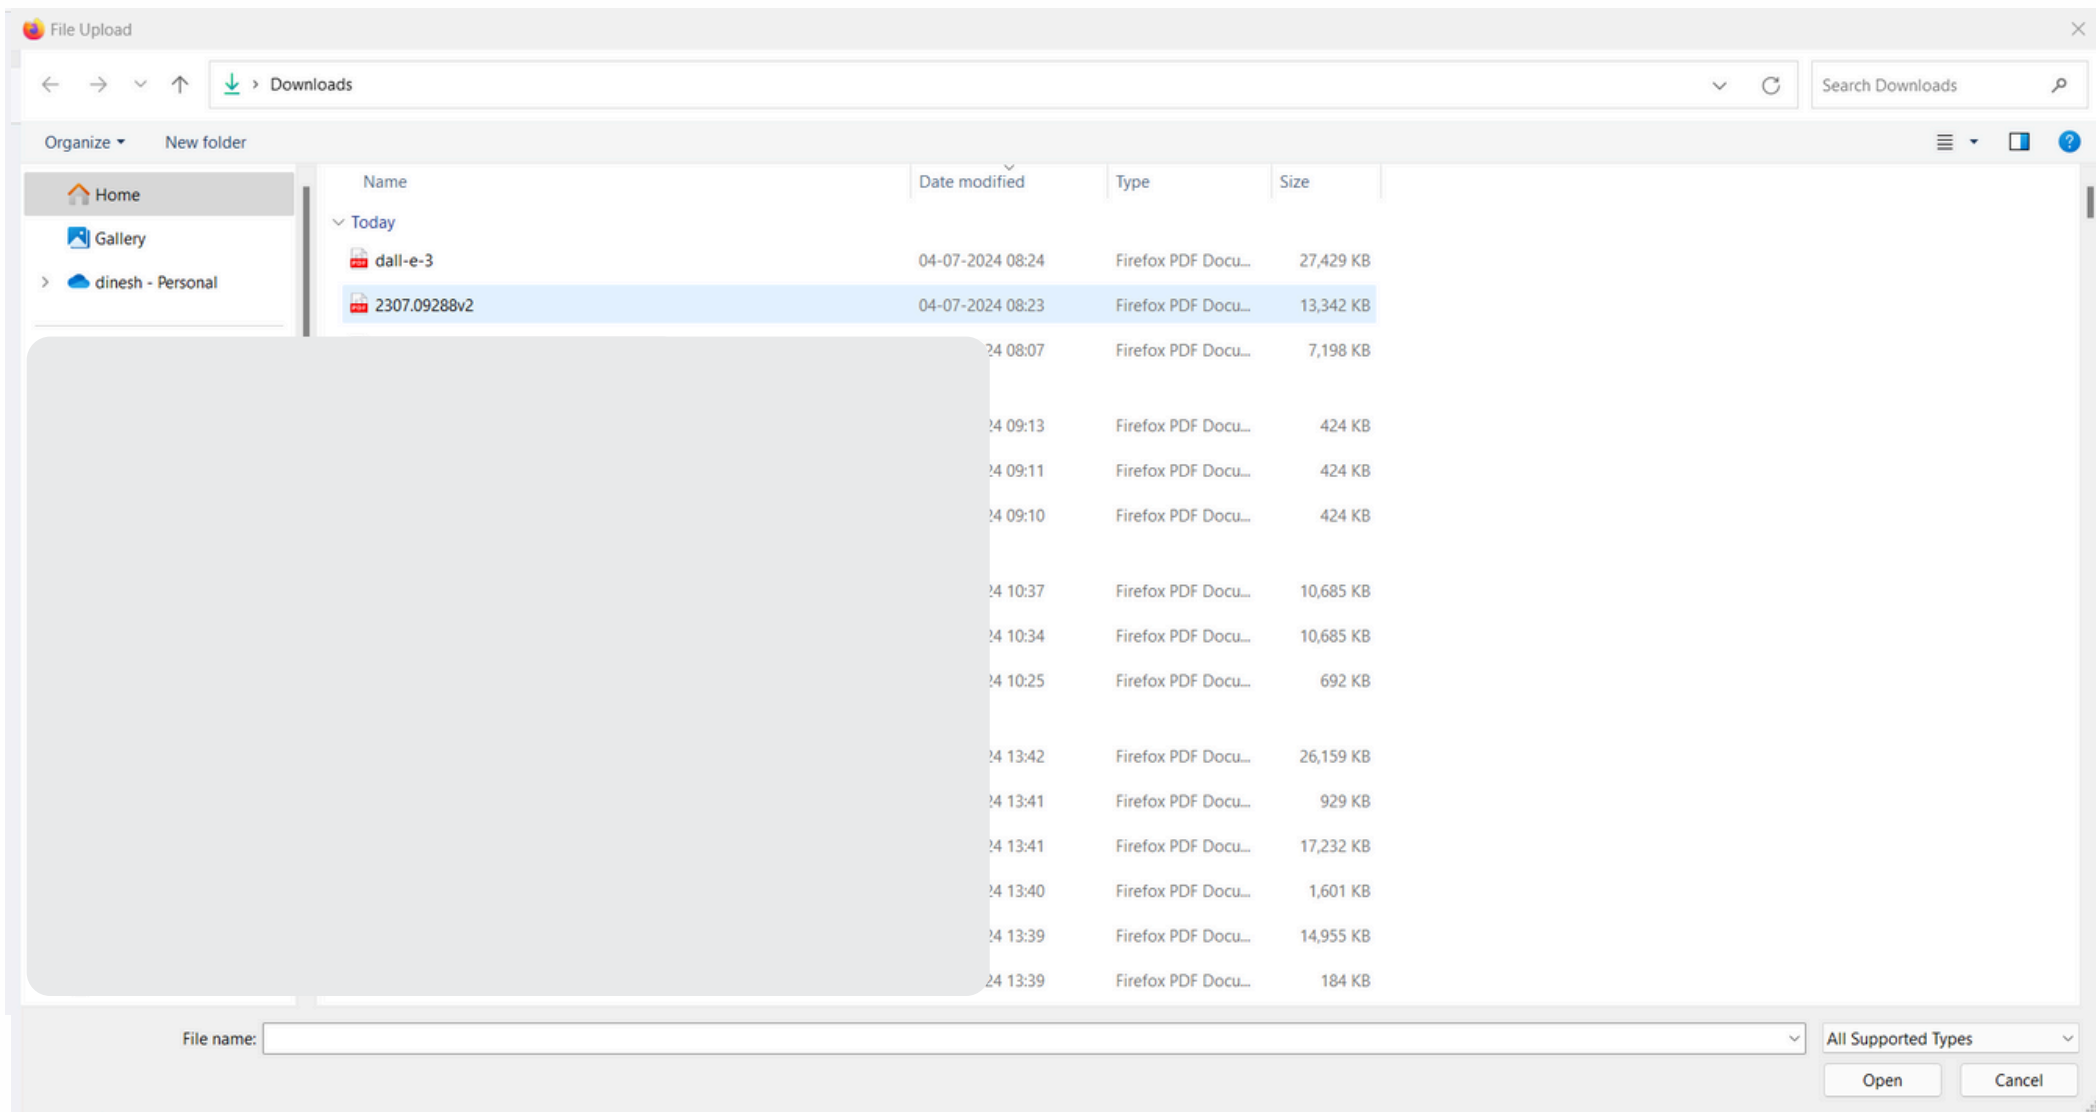 File Upload
Downloads
Search Downloads
Organize
New folder
Name
Date modified
Type
Size
Home
Gallery
dinesh - Personal
Today
dall-e-3 04-07-2024 08:24 Firefox PDF Docu... 27,429 KB
2307.09288v2 04-07-2024 08:23 Firefox PDF Docu... 13,342 KB
24 08:07 Firefox PDF Docu... 7,198 KB
24 09:13 Firefox PDF Docu... 424 KB
24 09:11 Firefox PDF Docu... 424 KB
24 09:10 Firefox PDF Docu... 424 KB
24 10:37 Firefox PDF Docu... 10,685 KB
24 10:34 Firefox PDF Docu... 10,685 KB
24 10:25 Firefox PDF Docu... 692 KB
24 13:42 Firefox PDF Docu... 26,159 KB
24 13:41 Firefox PDF Docu... 929 KB
24 13:41 Firefox PDF Docu... 17,232 KB
24 13:40 Firefox PDF Docu... 1,601 KB
24 13:39 Firefox PDF Docu... 14,955 KB
24 13:39 Firefox PDF Docu... 184 KB
File name:
All Supported Types
Open
Cancel